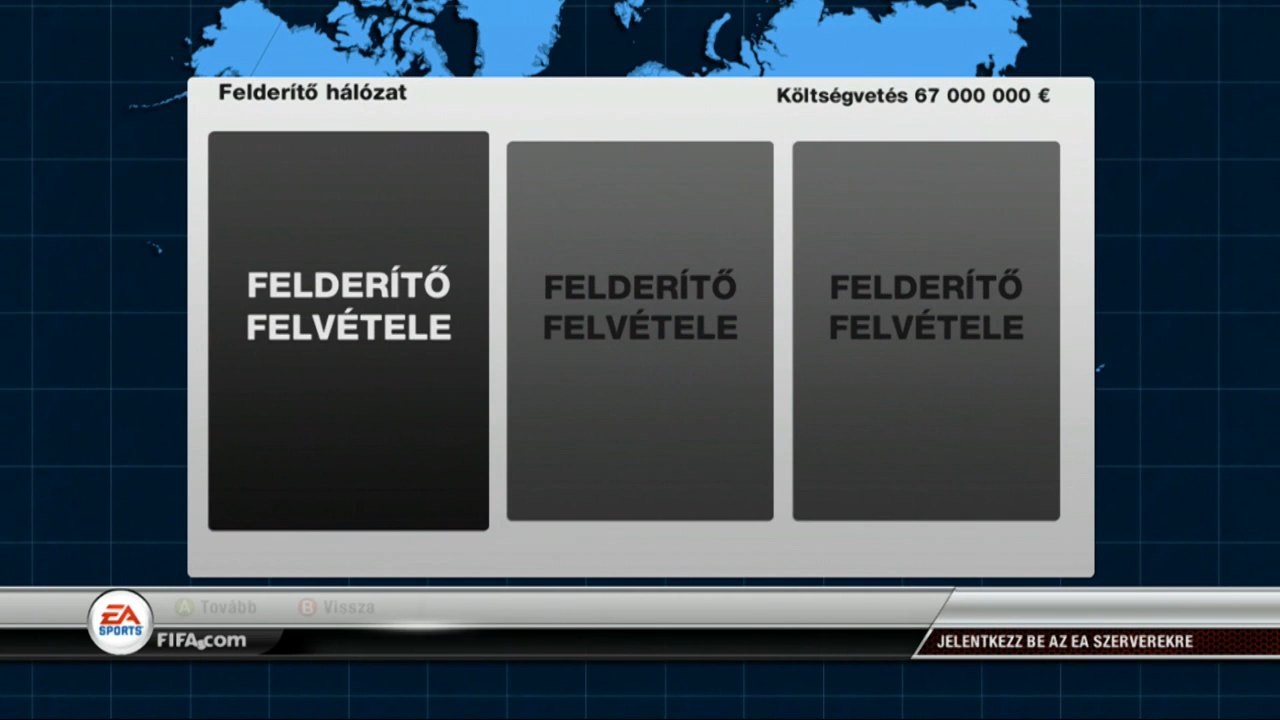 Felderítő hálózat
Költségvetés 67 000 000 €
FELDERÍTŐ
FELVÉTELE
FELDERÍTŐ
FELVÉTELE
FELDERÍTŐ
FELVÉTELE
A Tovább
B Vissza
EA
SPORTS
FIFA.com
JELENTKEZZ BE AZ EA SZERVEREKRE